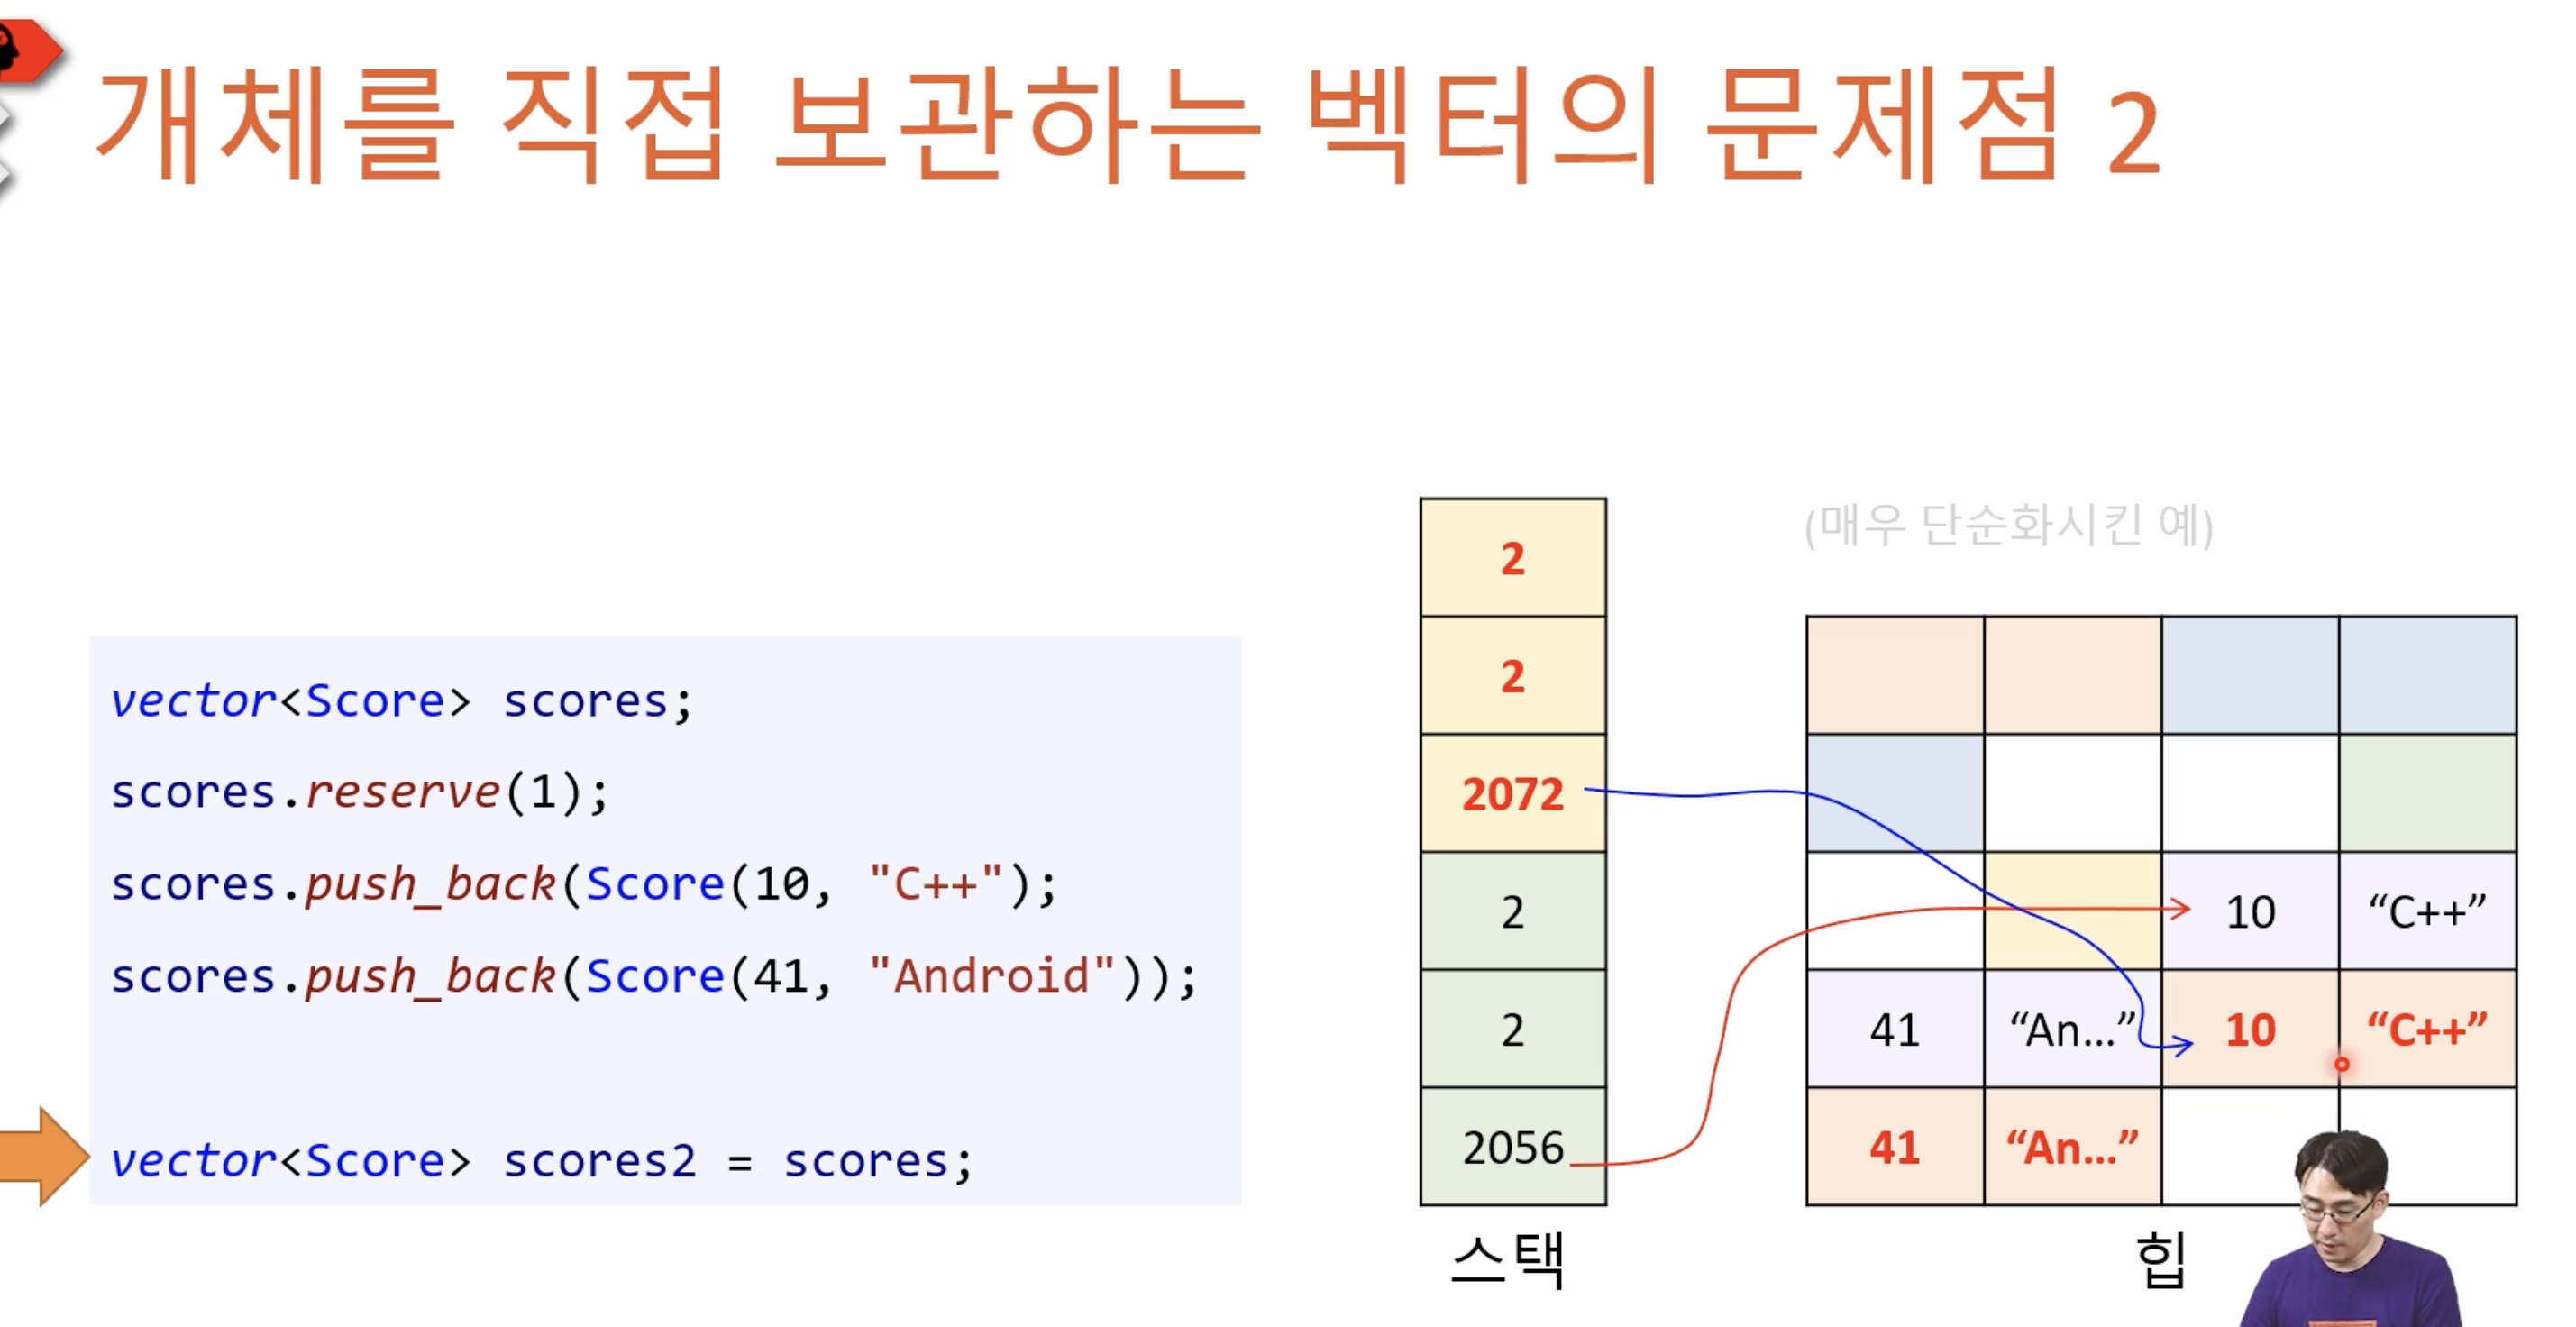 개체를 직접 보관하는 벡터의 문제점 2
(매우 단순화시킨 예)
vector<Score> scores;
scores.reserve(1);
scores.push_back(Score(10, "C++");
scores.push_back(Score(41, "Android"));
vector<Score> scores2 = scores;
2
2
2072
2
2
2056
스택
10 “C++”
41 “An...” 10 “C++”
41 “An...”
힙